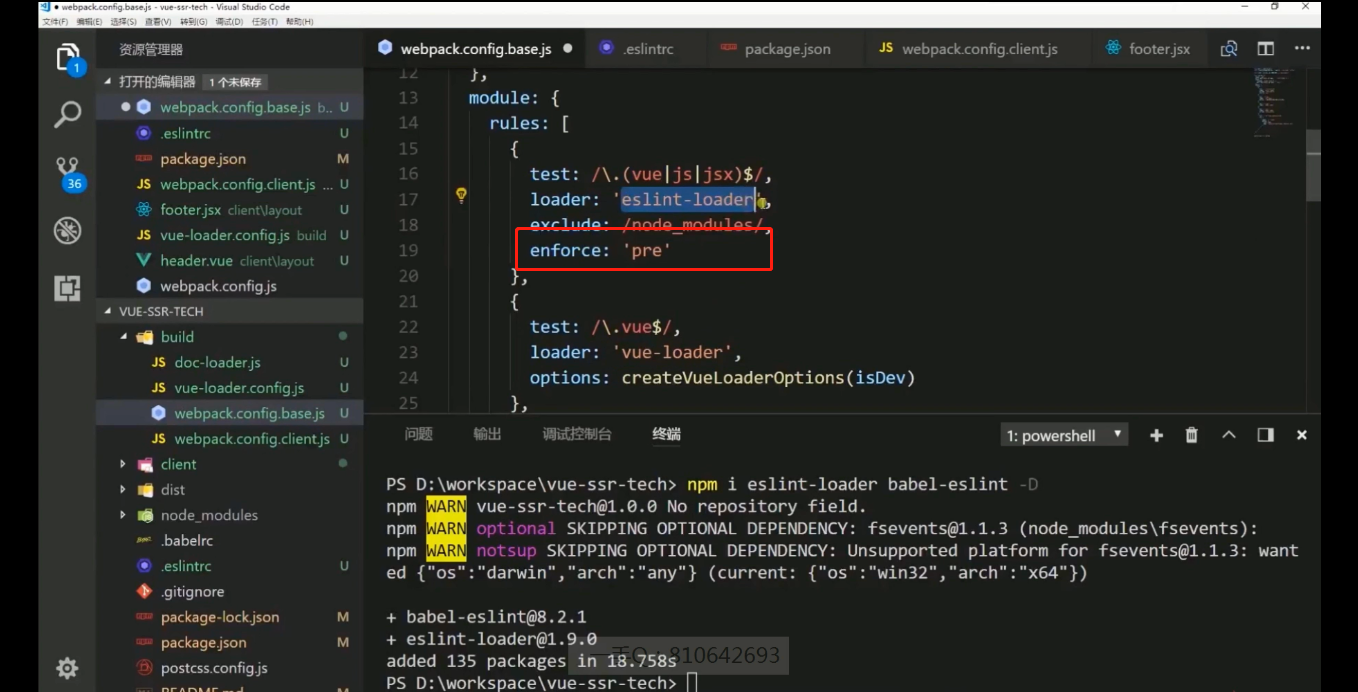 ● webpack.config.base.js - vue-ssr-tech - Visual Studio Code
文件(F) 编辑(E) 选择(S) 查看(V) 转到(G) 调试(D) 任务(T) 帮助(H)
资源管理器
webpack.config.base.js ●
.eslintrc
package.json
JS webpack.config.client.js
footer.jsx
1
打开的编辑器 1 个未保存
● webpack.config.base.js b... U
.eslintrc U
package.json M
JS webpack.config.client.js ... U
footer.jsx client\layout U
JS vue-loader.config.js build U
header.vue client\layout U
webpack.config.js
36
VUE-SSR-TECH
build
JS doc-loader.js U
JS vue-loader.config.js U
webpack.config.base.js U
JS webpack.config.client.js U
client
dist
node_modules
.babelrc
.eslintrc U
.gitignore
package-lock.json M
package.json M
postcss.config.js
README.md M
12 },
13 module: {
14 rules: [
15 {
16 test: /\.(vue|js|jsx)$/,
17 loader: 'eslint-loader',
18 exclude: /node_modules/,
19 enforce: 'pre'
20 },
21 {
22 test: /\.vue$/,
23 loader: 'vue-loader',
24 options: createVueLoaderOptions(isDev)
25 },
问题 输出 调试控制台 终端
1: powershell
PS D:\workspace\vue-ssr-tech> npm i eslint-loader babel-eslint -D
npm WARN vue-ssr-tech@1.0.0 No repository field.
npm WARN optional SKIPPING OPTIONAL DEPENDENCY: fsevents@1.1.3 (node_modules\fsevents):
npm WARN notsup SKIPPING OPTIONAL DEPENDENCY: Unsupported platform for fsevents@1.1.3: want
ed {"os":"darwin","arch":"any"} (current: {"os":"win32","arch":"x64"})
+ babel-eslint@8.2.1
+ eslint-loader@1.9.0
added 135 packages in 18.758s
PS D:\workspace\vue-ssr-tech>
一手Q：810642693